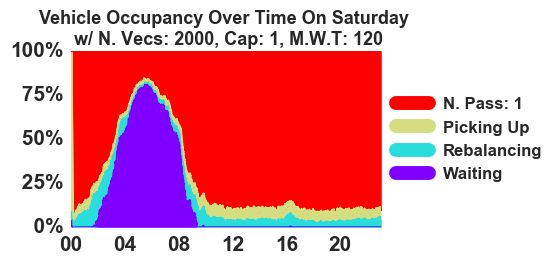 Vehicle Occupancy Over Time On Saturday
w/ N. Vecs: 2000, Cap: 1, M.W.T: 120
100%
75%
50%
25%
0%
00 04 08 12 16 20
N. Pass: 1
Picking Up
Rebalancing
Waiting